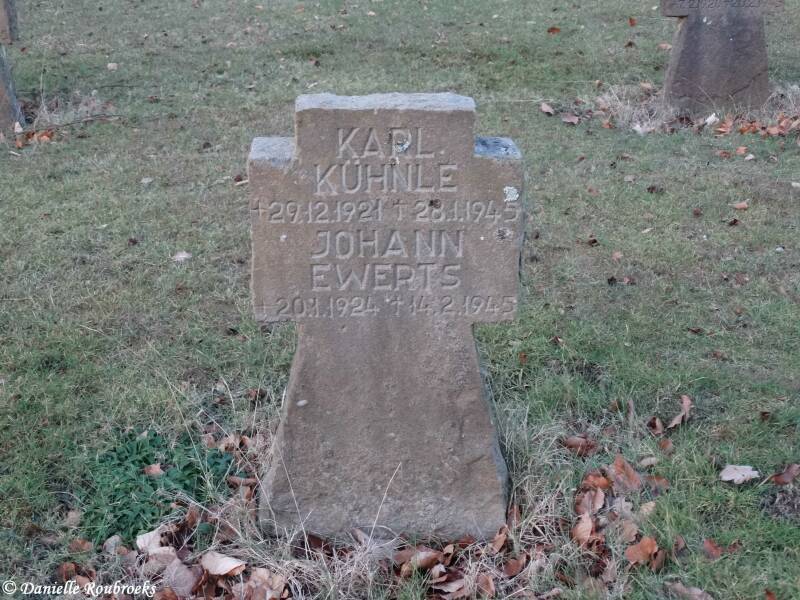 KARL
KÜHNLE
+29.12.1921 +28.1.1945
JOHANN
EWERTS
+20.1.1924 +14.2.1945
© Danielle Roubroeks